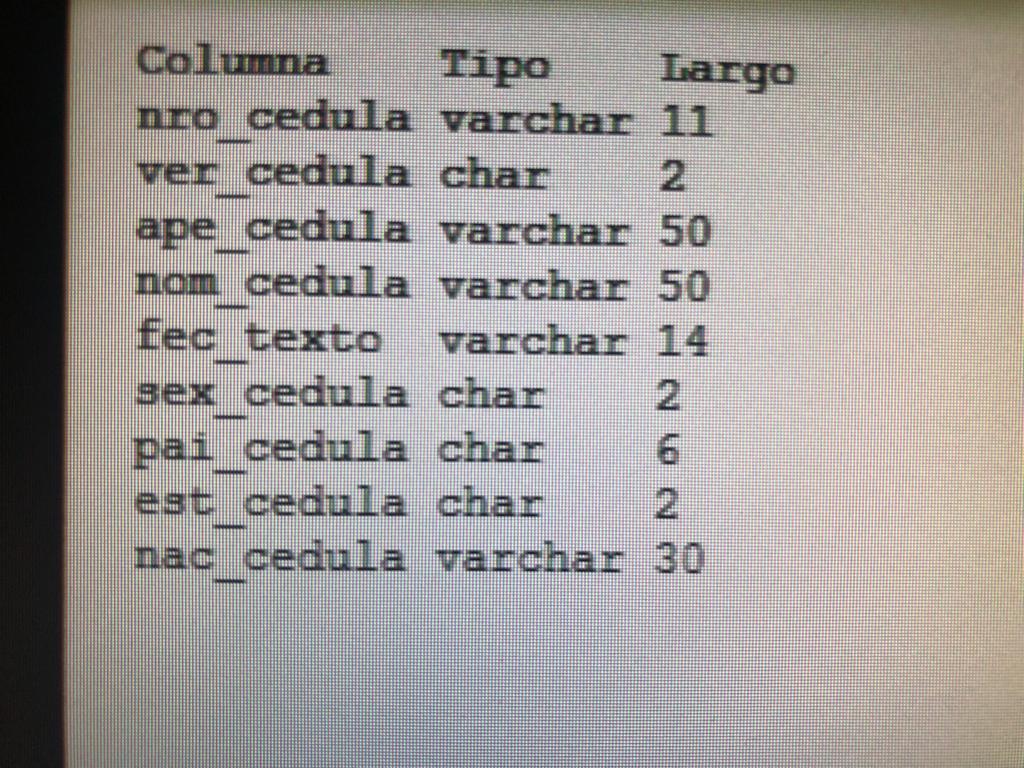 Columna Tipo Largo
nro_cedula varchar 11
ver_cedula char 2
ape_cedula varchar 50
nom_cedula varchar 50
fec_texto varchar 14
sex_cedula char 2
pai_cedula char 6
est_cedula char 2
nac_cedula varchar 30